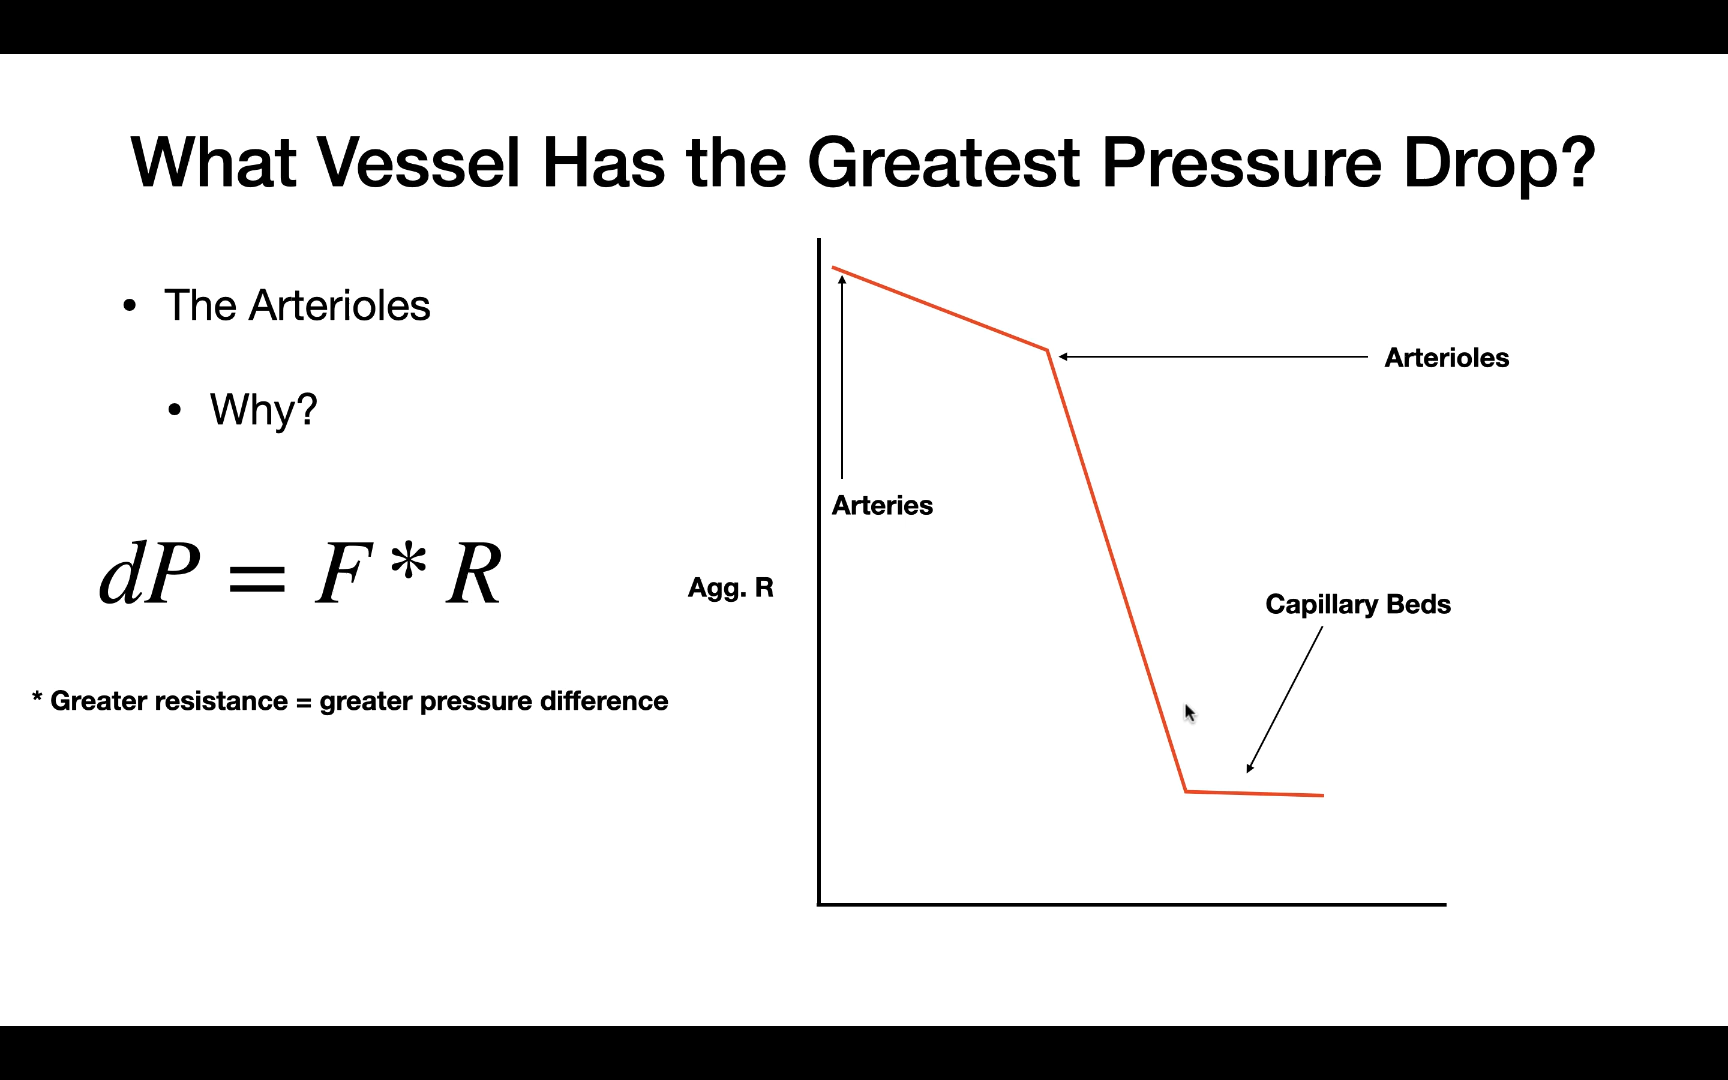 What Vessel Has the Greatest Pressure Drop?
• The Arterioles
• Why?
dP = F * R
* Greater resistance = greater pressure difference
Agg. R
Arteries
Arterioles
Capillary Beds